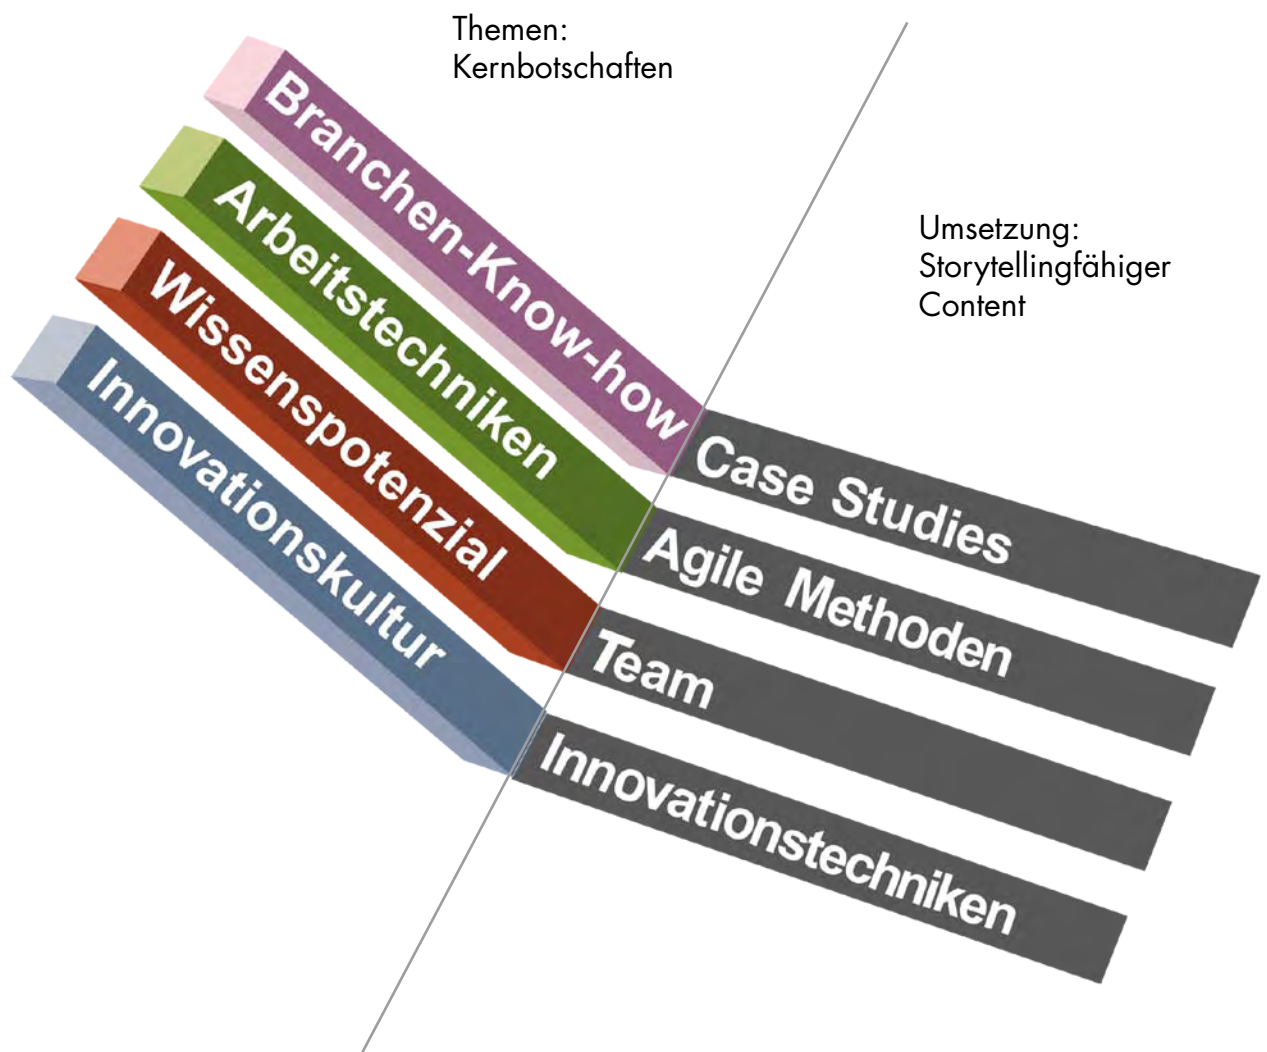 Themen:
Kernbotschaften
Branchen-Know-how
Arbeitstechniken
Wissenspotenzial
Innovationskultur
Umsetzung:
Storytellingfähiger
Content
Case Studies
Agile Methoden
Team
Innovationstechniken